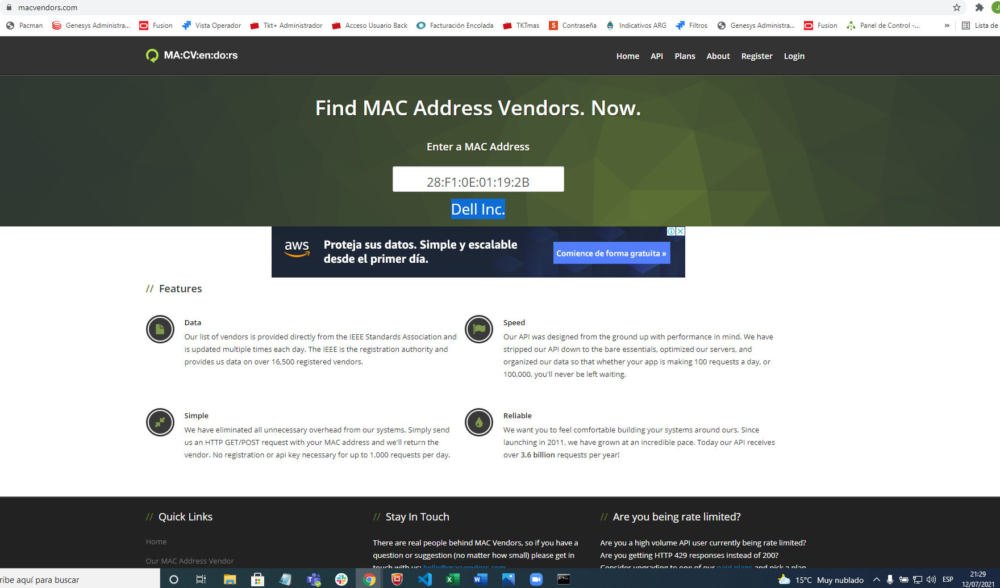 macvendors.com
Pacman
Genesys Administra...
Fusion
Vista Operador
Tkt+ Administrador
Acceso Usuario Back
Facturación Encolada
TKTmas
S Contraseña
Indicativos ARG
Filtros
Genesys Administra...
Fusion
Panel de Control -...
»
Lista de
J
MA:CV:en:do:rs
Home API Plans About Register Login
Find MAC Address Vendors. Now.
Enter a MAC Address
28:F1:0E:01:19:2B
Dell Inc.
aws
Proteja sus datos. Simple y escalable
desde el primer día.
Comience de forma gratuita »
// Features
Data
Our list of vendors is provided directly from the IEEE Standards Association and
is updated multiple times each day. The IEEE is the registration authority and
provides us data on over 16,500 registered vendors.
Speed
Our API was designed from the ground up with performance in mind. We have
stripped our API down to the bare essentials, optimized our servers, and
organized our data so that whether your app is making 100 requests a day, or
100,000, you'll never be left waiting.
Simple
We have eliminated all unnecessary overhead from our systems. Simply send
us an HTTP GET/POST request with your MAC address and we'll return the
vendor. No registration or api key necessary for up to 1,000 requests per day.
Reliable
We want you to feel comfortable building your systems around ours. Since
launching in 2011, we have grown at an incredible pace. Today our API receives
over 3.6 billion requests per year!
// Quick Links
Home
Our MAC Address Vendor
// Stay In Touch
There are real people behind MAC Vendors, so if you have a
question or suggestion (no matter how small) please get in
touch with us: hello@macvendors.com
// Are you being rate limited?
Are you a high volume API user currently being rate limited?
Are you getting HTTP 429 responses instead of 200?
Consider upgrading to one of our paid plans and pick a plan
ribe aquí para buscar
15°C Muy nublado
ESP
21:29
12/07/2021